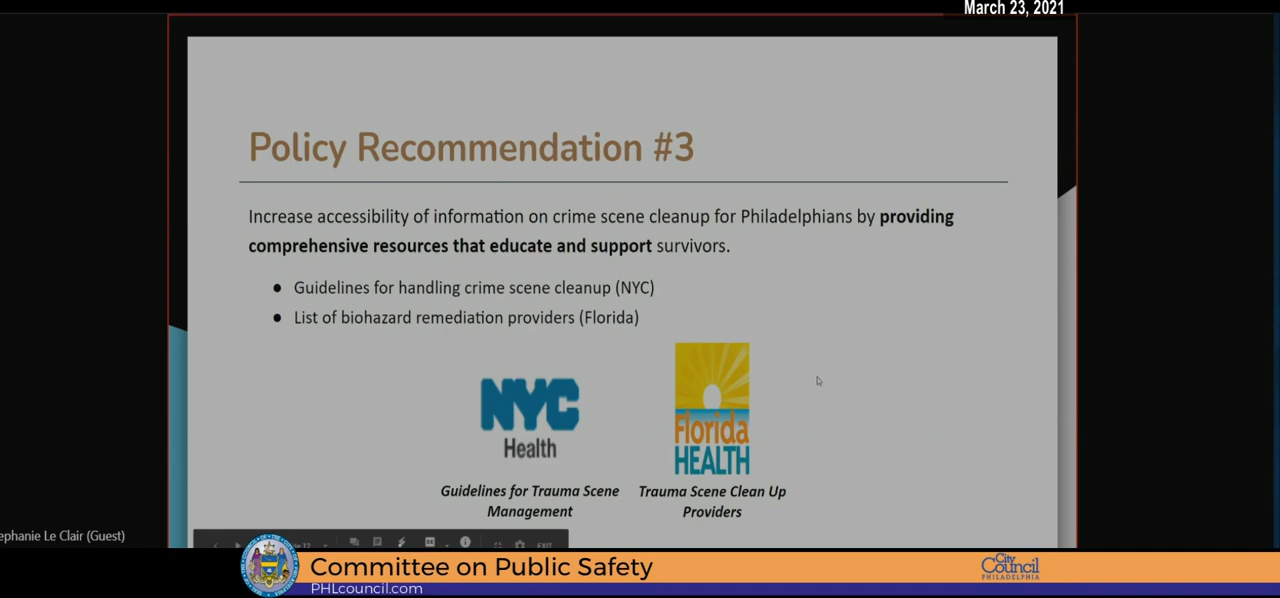 March 23, 2021
Policy Recommendation #3
Increase accessibility of information on crime scene cleanup for Philadelphians by providing
comprehensive resources that educate and support survivors.
● Guidelines for handling crime scene cleanup (NYC)
● List of biohazard remediation providers (Florida)
NYC
Health
Florida
HEALTH
Guidelines for Trauma Scene
Management
Trauma Scene Clean Up
Providers
ephanie Le Clair (Guest)
EXIT
Committee on Public Safety
PHLcouncil.com
City
Council
PHILADELPHIA